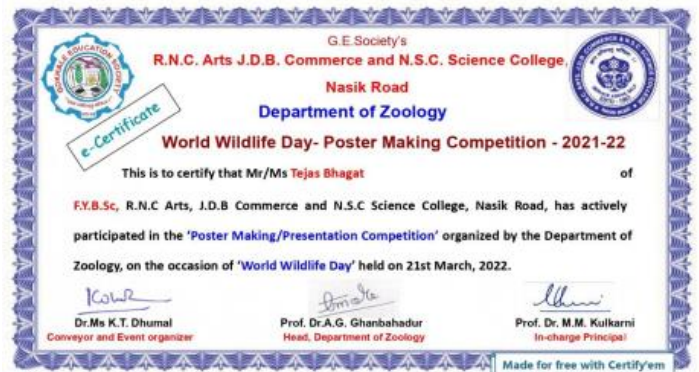 G.E.Society's
R.N.C. Arts J.D.B. Commerce and N.S.C. Science College,
Nasik Road
Department of Zoology
e-Certificate
World Wildlife Day- Poster Making Competition - 2021-22
This is to certify that Mr/Ms Tejas Bhagat of
F.Y.B.Sc, R.N.C Arts, J.D.B Commerce and N.S.C Science College, Nasik Road, has actively
participated in the 'Poster Making/Presentation Competition' organized by the Department of
Zoology, on the occasion of 'World Wildlife Day' held on 21st March, 2022.
Dr.Ms K.T. Dhumal
Conveyor and Event organizer
Prof. Dr.A.G. Ghanbahadur
Head, Department of Zoology
Prof. Dr. M.M. Kulkarni
In-charge Principal
Made for free with Certify'em